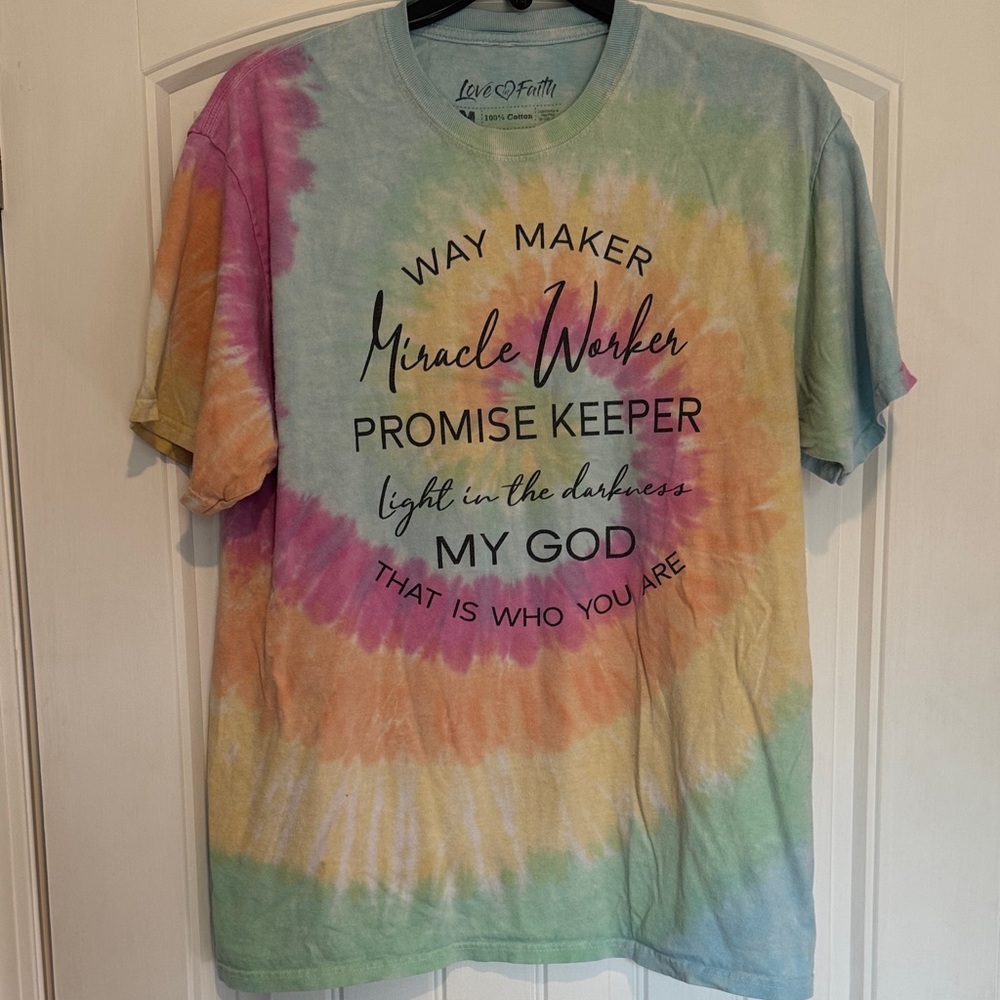 Love in Faith
M 100% Cotton
WAY MAKER
Miracle Worker
PROMISE KEEPER
Light in the darkness
MY GOD
THAT IS WHO YOU ARE